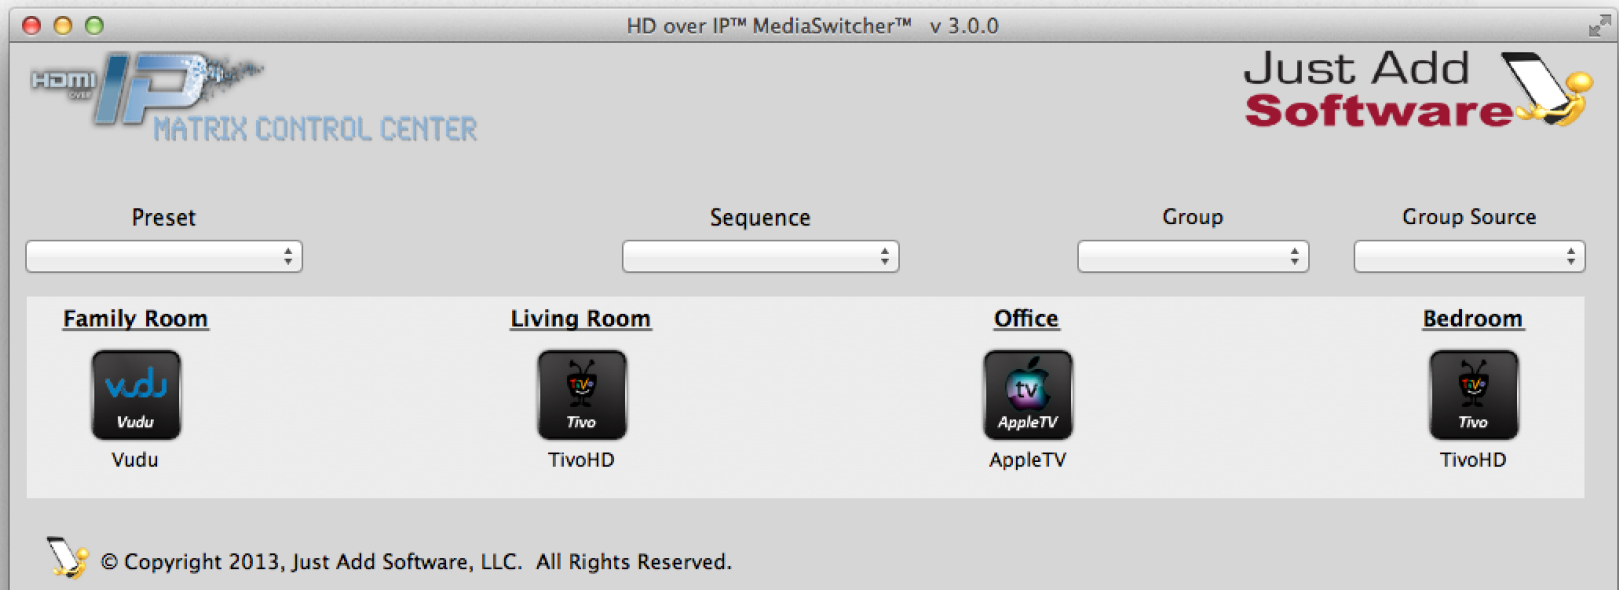 HD over IP™ MediaSwitcher™ v 3.0.0
HDMI
OVER
IP
MATRIX CONTROL CENTER
Just Add
Software
Preset
Sequence
Group
Group Source
Family Room
Living Room
Office
Bedroom
vudu
TiVo
tv
TiVo
Vudu
Tivo
AppleTV
Tivo
Vudu
TivoHD
AppleTV
TivoHD
© Copyright 2013, Just Add Software, LLC.  All Rights Reserved.